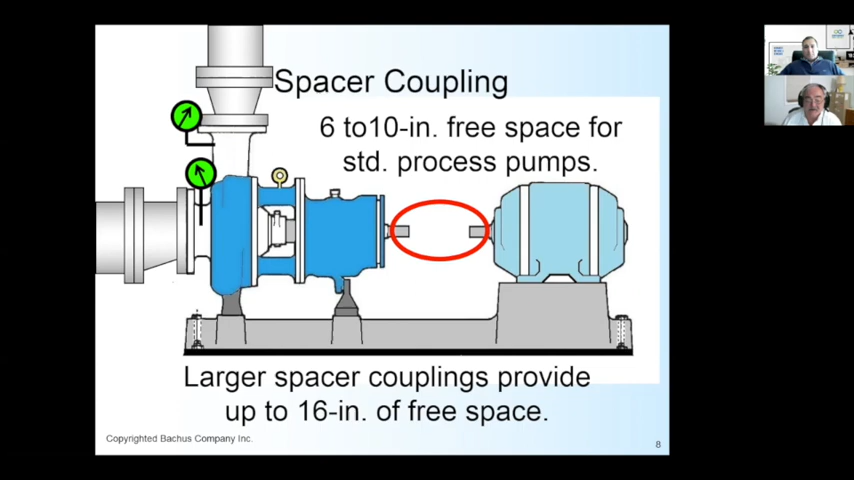 Spacer Coupling
6 to10-in. free space for
std. process pumps.
Larger spacer couplings provide
up to 16-in. of free space.
Copyrighted Bachus Company Inc.
8